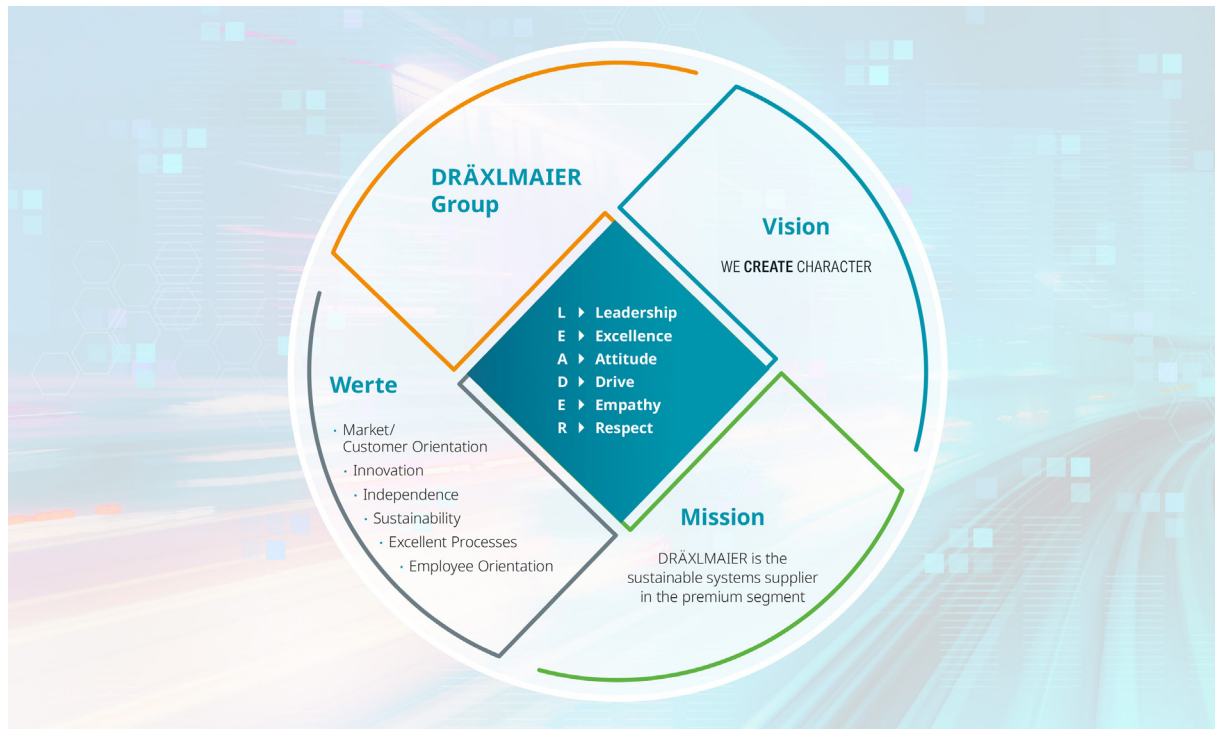 DRÄXLMAIER
Group
Vision
WE CREATE CHARACTER
L Leadership
E Excellence
A Attitude
D Drive
E Empathy
R Respect
Werte
· Market/
Customer Orientation
· Innovation
· Independence
· Sustainability
· Excellent Processes
· Employee Orientation
Mission
DRÄXLMAIER is the
sustainable systems supplier
in the premium segment